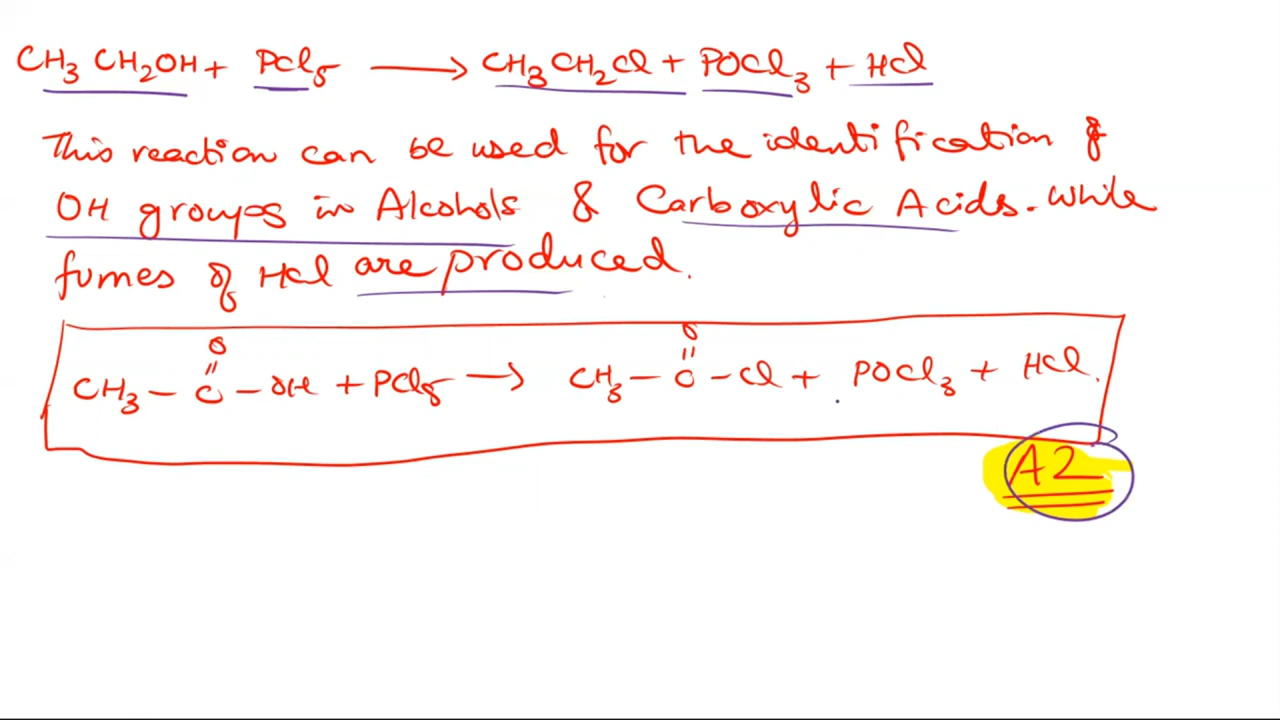 CH₃ CH₂OH + PCl₅ ⟶ CH₃CH₂Cl + POCl₃ + HCl
This reaction can be used for the identification of
OH groups in Alcohols & Carboxylic Acids. While
fumes of HCl are produced.
CH₃ – C(=O) – OH + PCl₅ ⟶ CH₃ – C(=O) – Cl + POCl₃ + HCl.
A2